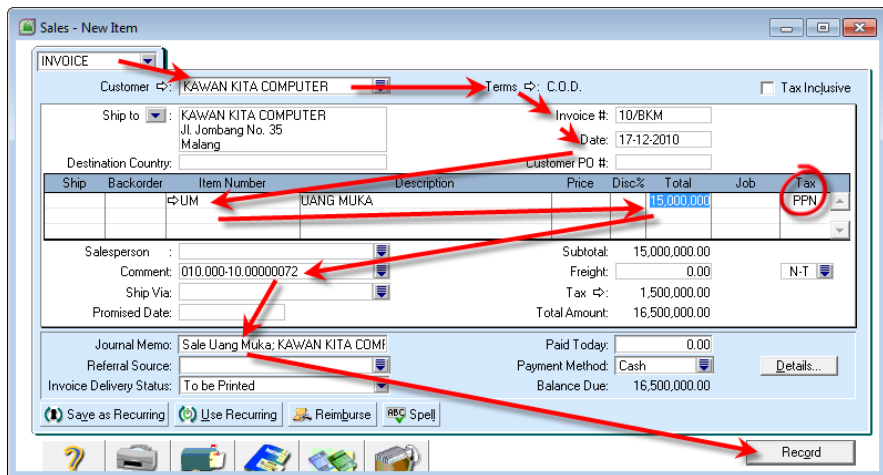 Sales - New Item
INVOICE
Customer ⇨: KAWAN KITA COMPUTER Terms ⇨: C.O.D. Tax Inclusive
Ship to : KAWAN KITA COMPUTER Invoice #: 10/BKM
Jl. Jombang No. 35 Date: 17-12-2010
Malang
Destination Country: Customer PO #:
Ship Backorder Item Number Description Price Disc% Total Job Tax
⇨UM UANG MUKA 15,000,000 PPN
Salesperson : Subtotal: 15,000,000.00
Comment: 010.000-10.00000072 Freight: 0.00 N-T
Ship Via: Tax ⇨: 1,500,000.00
Promised Date: Total Amount: 16,500,000.00
Journal Memo: Sale Uang Muka; KAWAN KITA COMF Paid Today: 0.00
Referral Source: Payment Method: Cash Details...
Invoice Delivery Status: To be Printed Balance Due: 16,500,000.00
Save as Recurring Use Recurring Reimburse ABC Spell
Record